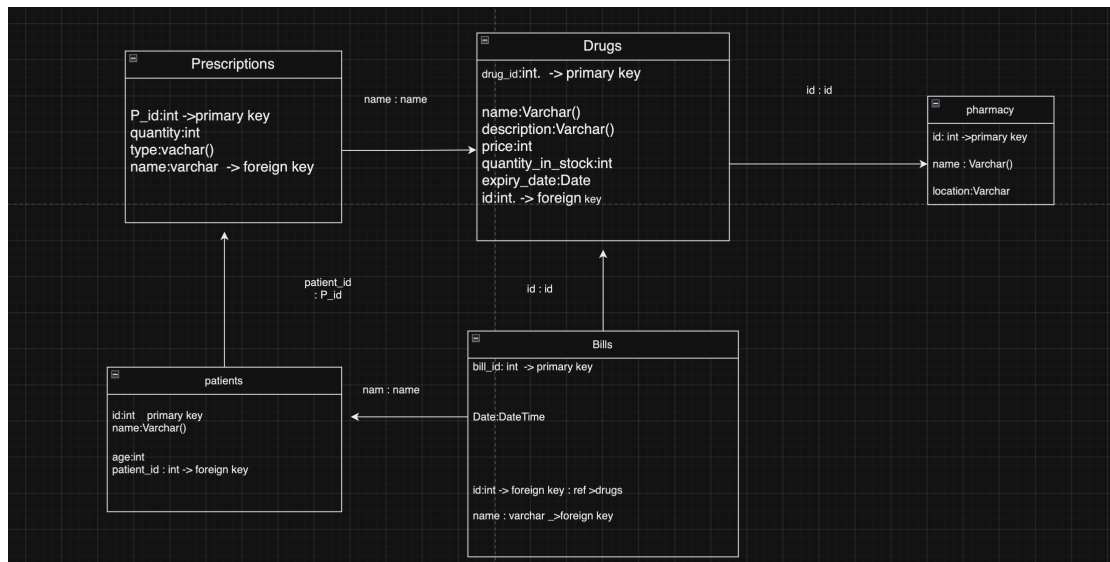 Prescriptions
P_id:int ->primary key
quantity:int
type:vachar()
name:varchar -> foreign key
name : name
Drugs
drug_id:int. -> primary key
name:Varchar()
description:Varchar()
price:int
quantity_in_stock:int
expiry_date:Date
id:int. -> foreign key
id : id
pharmacy
id: int ->primary key
name : Varchar()
location:Varchar
patient_id
: P_id
id : id
patients
id:int primary key
name:Varchar()
age:int
patient_id : int -> foreign key
nam : name
Bills
bill_id: int -> primary key
Date:DateTime
id:int -> foreign key : ref >drugs
name : varchar _>foreign key